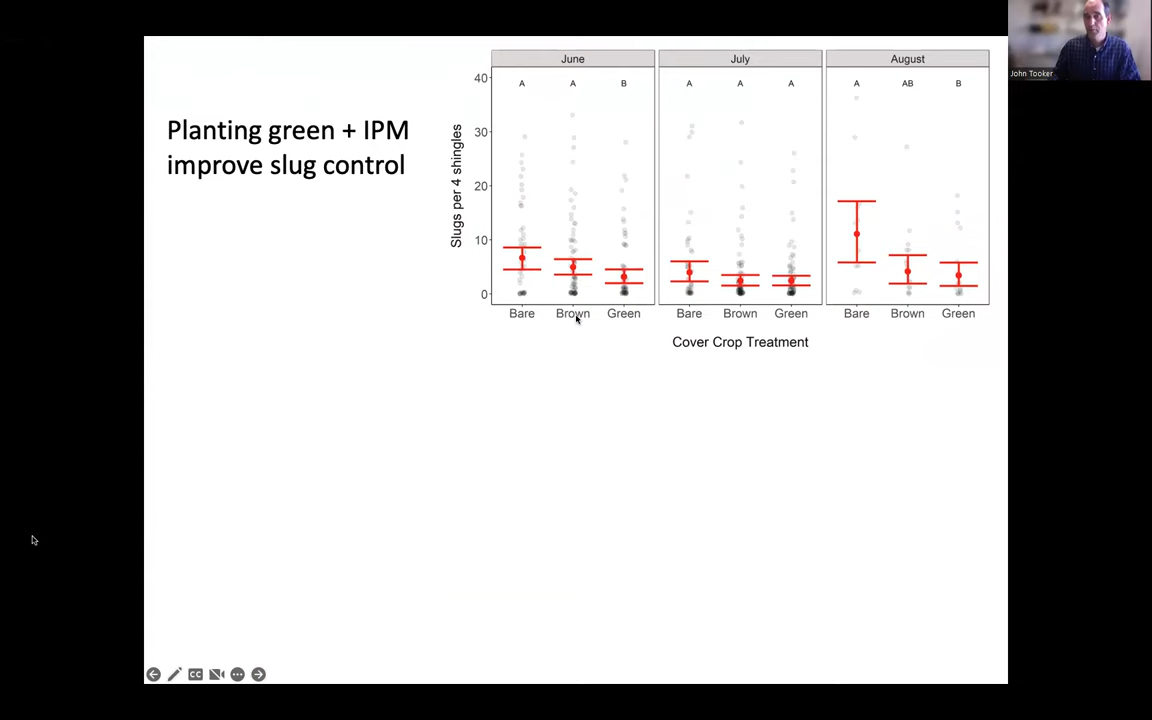 John Tooker
Planting green + IPM
improve slug control
June
July
August
A
A
B
A
A
A
A
AB
B
40
30
20
10
0
Slugs per 4 shingles
Bare
Brown
Green
Bare
Brown
Green
Bare
Brown
Green
Cover Crop Treatment
CC